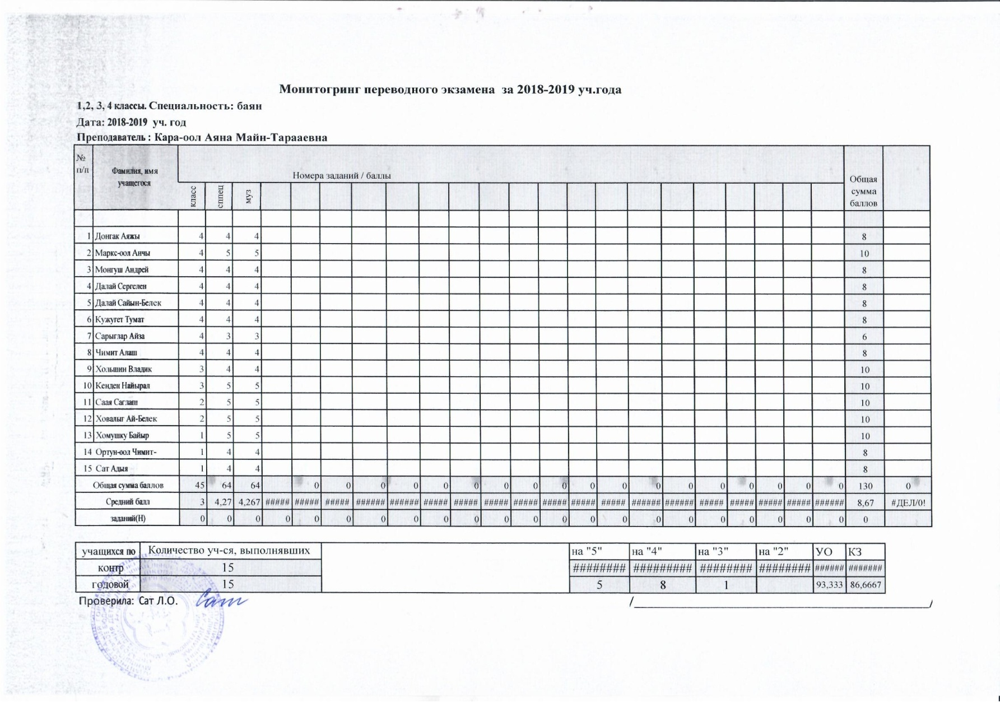 Монитогринг переводного экзамена за 2018-2019 уч.года
1,2, 3, 4 классы. Специальность: баян
Дата: 2018-2019 уч. год
Преподаватель : Кара-оол Аяна Майн-Тарааевна
№ п/п Фамилия, имя учащегося Номера заданий / баллы Общая сумма баллов
класс сппец муз
1 Донгак Аяжы 4 4 4 8
2 Маркс-оол Анчы 4 5 5 10
3 Монгуш Андрей 4 4 4 8
4 Далай Сергелен 4 4 4 8
5 Далай Сайын-Белек 4 4 4 8
6 Кужугет Тумат 4 4 4 8
7 Сарыглар Айза 4 3 3 6
8 Чимит Алаш 4 4 4 8
9 Хольшин Владик 3 4 4 10
10 Кенден Найырал 3 5 5 10
11 Саая Саглаш 2 5 5 10
12 Ховалыг Ай-Белек 2 5 5 10
13 Хомушку Байыр 1 5 5 10
14 Ортун-оол Чимит- 1 4 4 8
15 Сат Адыя 1 4 4 8
Общая сумма баллов 45 64 64 0 0 0 0 0 0 0 0 0 0 0 0 0 0 0 0 0 130 0
Средний балл 3 4,27 4,267 ##### ##### ##### ###### ###### ##### ##### ##### ##### ##### ##### ###### ###### ##### ##### ##### ##### ###### 8,67 #ДЕЛ/0!
заданий(Н) 0 0 0 0 0 0 0 0 0 0 0 0 0 0 0 0 0 0 0 0 0 0
учащихся по Количество уч-ся, выполнявших на "5" на "4" на "3" на "2" УО КЗ
контр 15 ######## ######### ######## ######## ###### #######
годовой 15 5 8 1 93,333 86,6667
Проверила: Сат Л.О. Сат /______________________________/